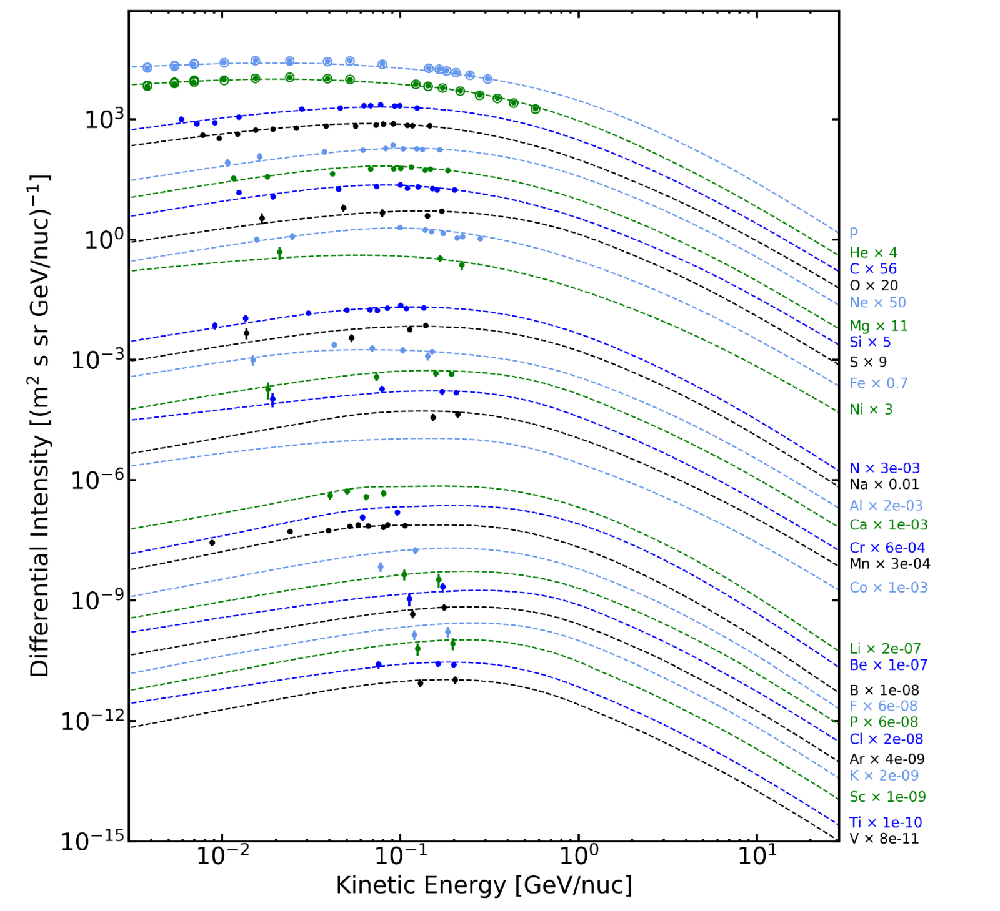 Differential Intensity [(m² s sr GeV/nuc)⁻¹]
10³
10⁰
10⁻³
10⁻⁶
10⁻⁹
10⁻¹²
10⁻¹⁵
p
He × 4
C × 56
O × 20
Ne × 50
Mg × 11
Si × 5
S × 9
Fe × 0.7
Ni × 3
N × 3e-03
Na × 0.01
Al × 2e-03
Ca × 1e-03
Cr × 6e-04
Mn × 3e-04
Co × 1e-03
Li × 2e-07
Be × 1e-07
B × 1e-08
F × 6e-08
P × 6e-08
Cl × 2e-08
Ar × 4e-09
K × 2e-09
Sc × 1e-09
Ti × 1e-10
V × 8e-11
10⁻² 10⁻¹ 10⁰ 10¹
Kinetic Energy [GeV/nuc]